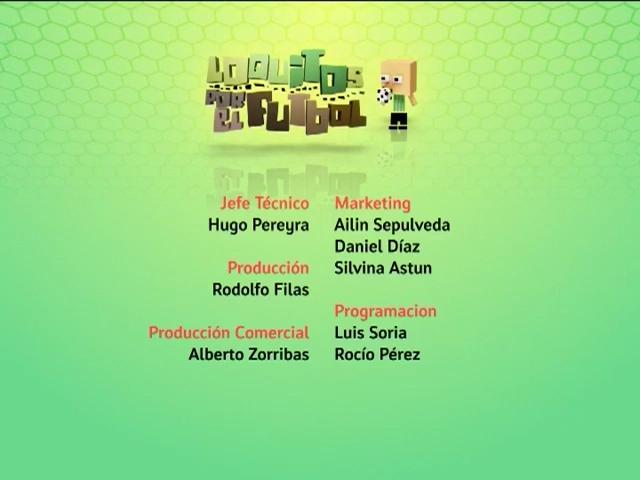 LOQUITOS
POR EL FUTBOL
Jefe Técnico
Hugo Pereyra
Producción
Rodolfo Filas
Producción Comercial
Alberto Zorribas
Marketing
Ailin Sepulveda
Daniel Díaz
Silvina Astun
Programacion
Luis Soria
Rocío Pérez